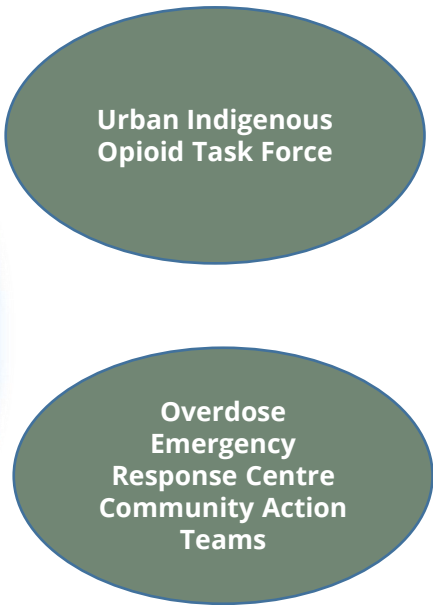 Urban Indigenous
Opioid Task Force
Overdose
Emergency
Response Centre
Community Action
Teams